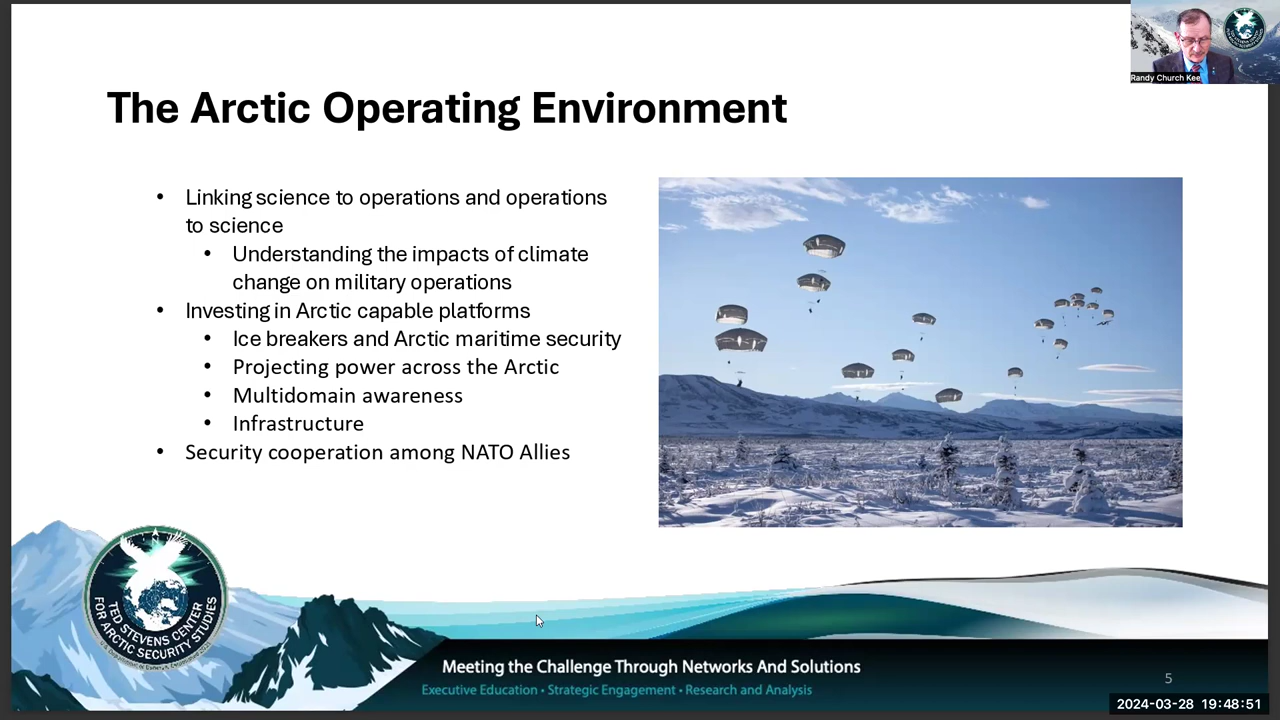 Randy Church Kee
The Arctic Operating Environment
• Linking science to operations and operations
to science
• Understanding the impacts of climate
change on military operations
• Investing in Arctic capable platforms
• Ice breakers and Arctic maritime security
• Projecting power across the Arctic
• Multidomain awareness
• Infrastructure
• Security cooperation among NATO Allies
TED STEVENS CENTER
FOR ARCTIC SECURITY STUDIES
Meeting the Challenge Through Networks And Solutions
Executive Education • Strategic Engagement • Research and Analysis
5
2024-03-28 19:48:51